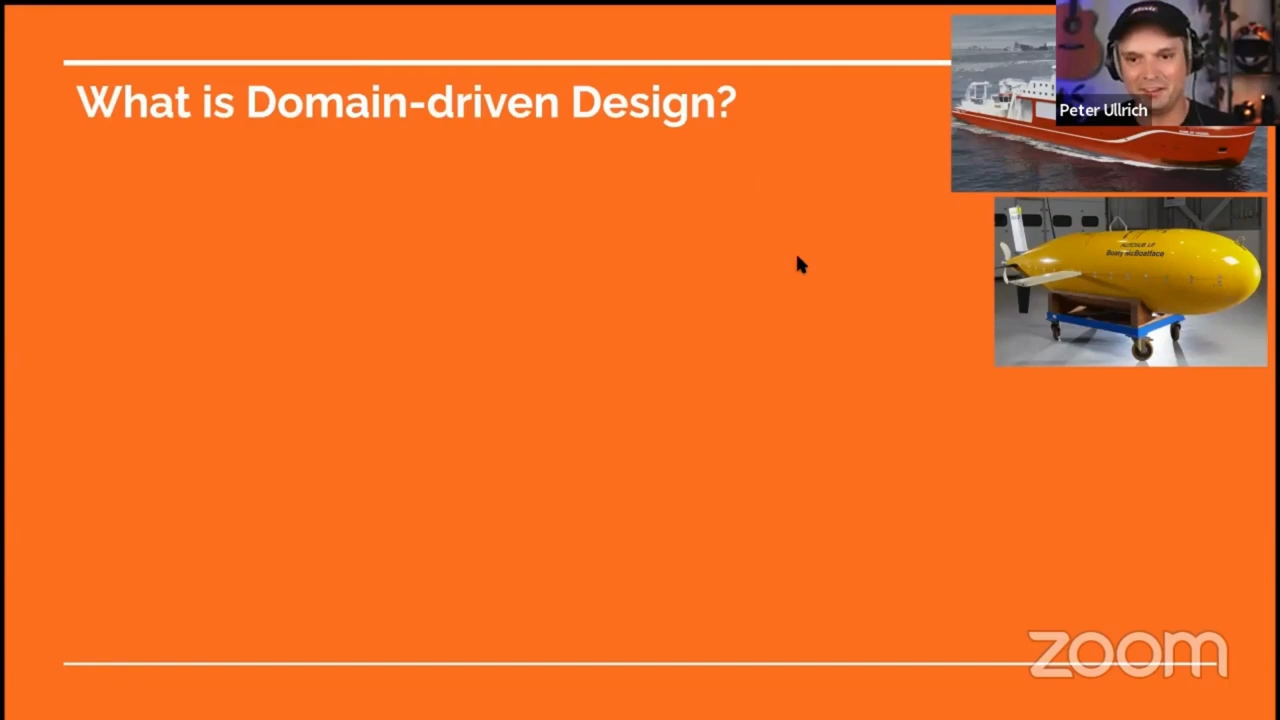 What is Domain-driven Design?
Peter Ullrich
Boaty McBoatface
zoom